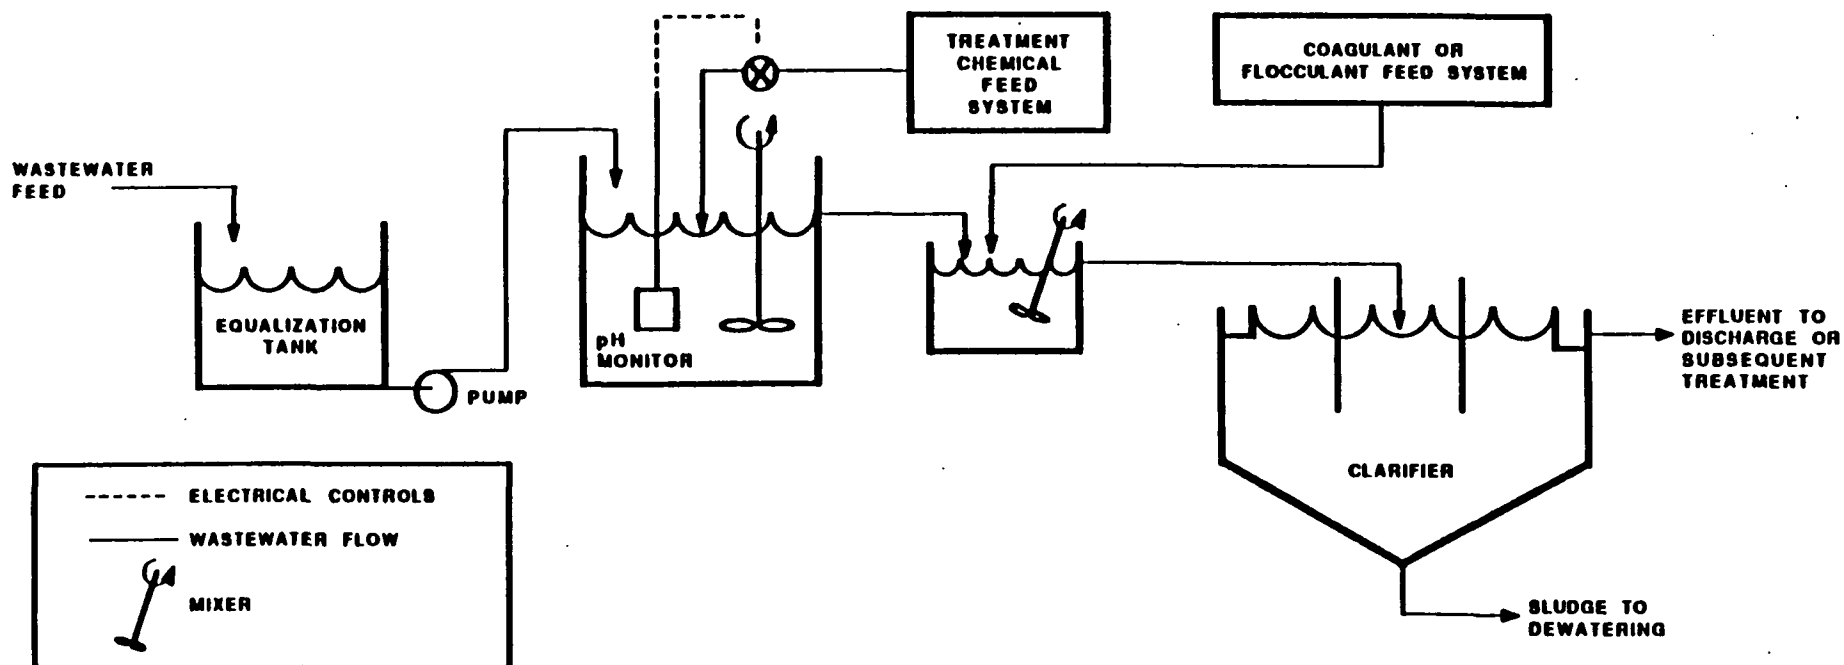 TREATMENT
CHEMICAL
FEED
SYSTEM
COAGULANT OR
FLOCCULANT FEED SYSTEM
WASTEWATER
FEED
EQUALIZATION
TANK
PUMP
pH
MONITOR
EFFLUENT TO
DISCHARGE OR
SUBSEQUENT
TREATMENT
CLARIFIER
SLUDGE TO
DEWATERING
ELECTRICAL CONTROLS
WASTEWATER FLOW
MIXER